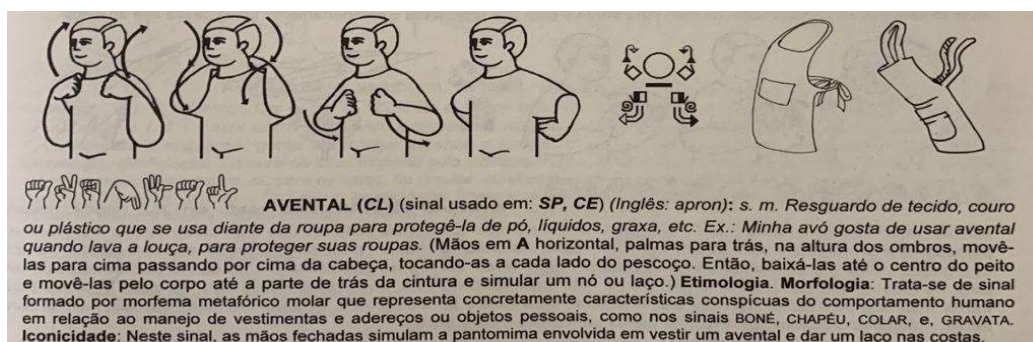 AVENTAL (CL) (sinal usado em: SP, CE) (Inglês: apron): s. m. Resguardo de tecido, couro
ou plástico que se usa diante da roupa para protegê-la de pó, líquidos, graxa, etc. Ex.: Minha avó gosta de usar avental
quando lava a louça, para proteger suas roupas. (Mãos em A horizontal, palmas para trás, na altura dos ombros, movê-
las para cima passando por cima da cabeça, tocando-as a cada lado do pescoço. Então, baixá-las até o centro do peito
e movê-las pelo corpo até a parte de trás da cintura e simular um nó ou laço.) Etimologia. Morfologia: Trata-se de sinal
formado por morfema metafórico molar que representa concretamente características conspícuas do comportamento humano
em relação ao manejo de vestimentas e adereços ou objetos pessoais, como nos sinais BONÉ, CHAPÉU, COLAR, e, GRAVATA.
Iconicidade: Neste sinal, as mãos fechadas simulam a pantomima envolvida em vestir um avental e dar um laço nas costas.